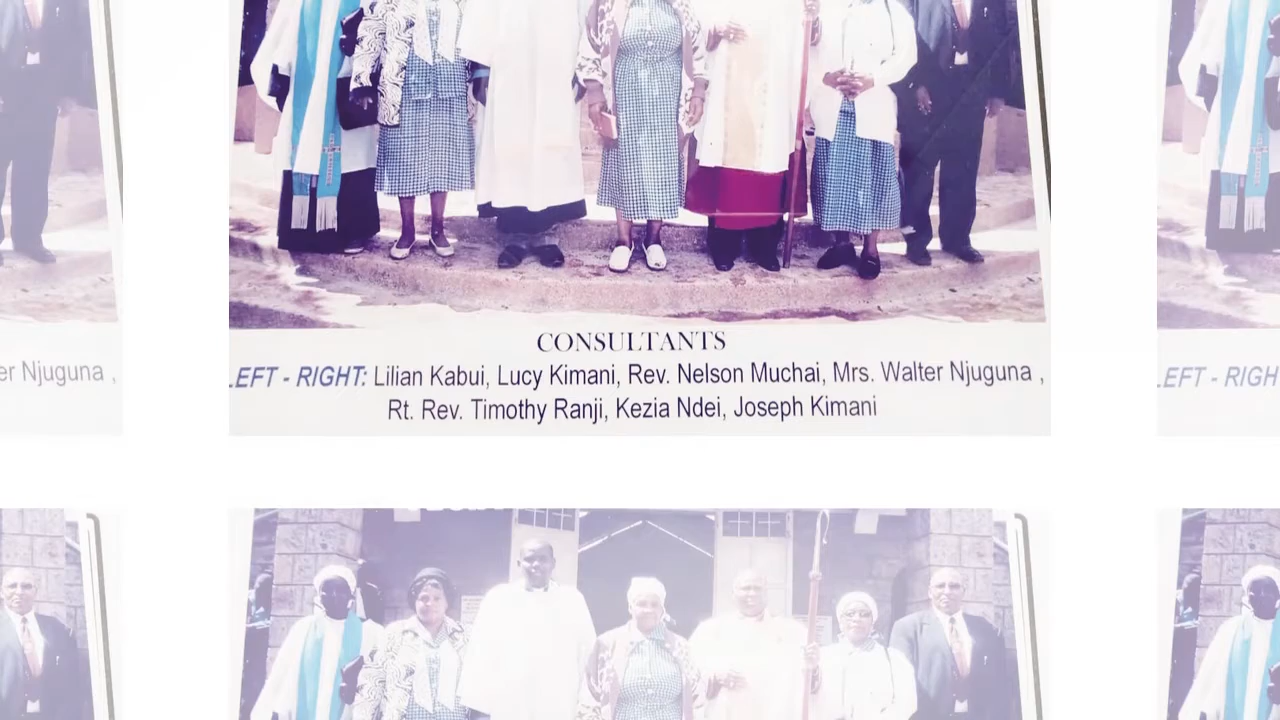 CONSULTANTS
LEFT - RIGHT: Lilian Kabui, Lucy Kimani, Rev. Nelson Muchai, Mrs. Walter Njuguna ,
Rt. Rev. Timothy Ranji, Kezia Ndei, Joseph Kimani
er Njuguna ,
LEFT - RIGH